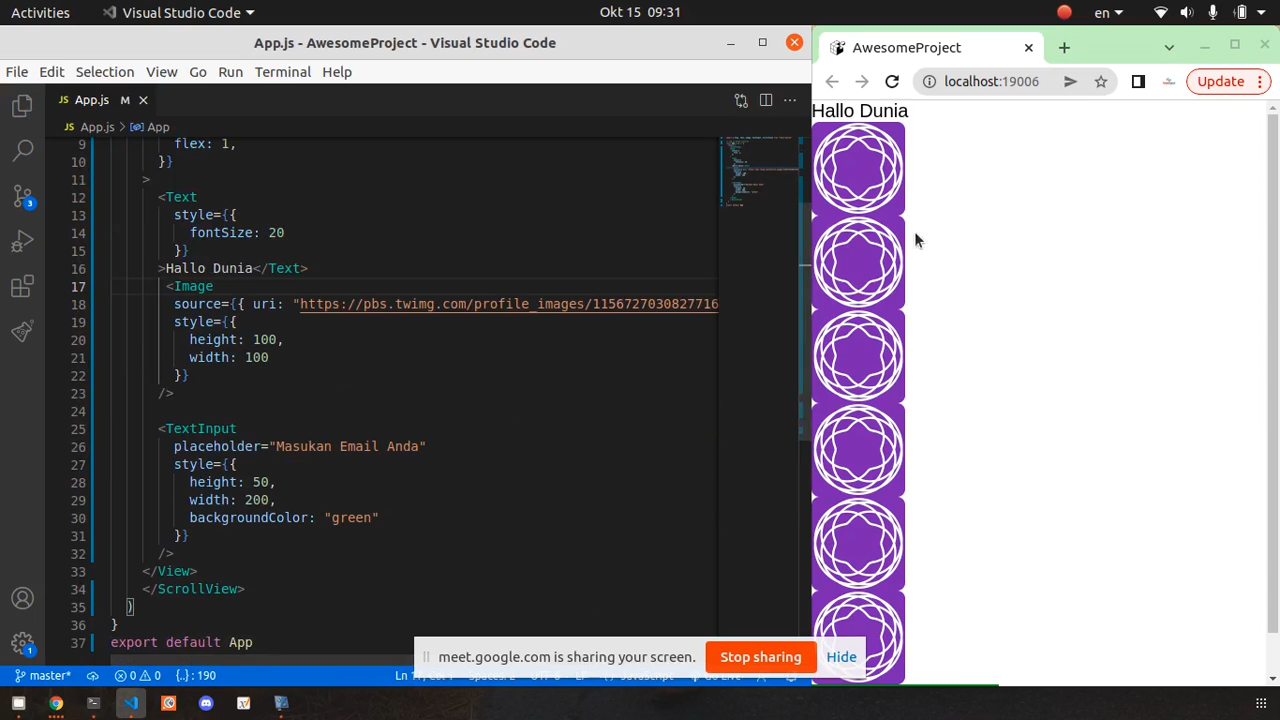 Activities
Visual Studio Code
Okt 15 09:31
en
App.js - AwesomeProject - Visual Studio Code
File Edit Selection View Go Run Terminal Help
App.js M
App.js > App
9 flex: 1,
10 }}
11 >
12 <Text
13 style={{
14 fontSize: 20
15 }}
16 >Hallo Dunia</Text>
17 <Image
18 source={{ uri: "https://pbs.twimg.com/profile_images/1156727030827716
19 style={{
20 height: 100,
21 width: 100
22 }}
23 />
24
25 <TextInput
26 placeholder="Masukan Email Anda"
27 style={{
28 height: 50,
29 width: 200,
30 backgroundColor: "green"
31 }}
32 />
33 </View>
34 </ScrollView>
35 )
36 }
37 export default App
3
1
master*
0 0
{..} : 190
AwesomeProject
localhost:19006
Update
Hallo Dunia
meet.google.com is sharing your screen.
Stop sharing
Hide